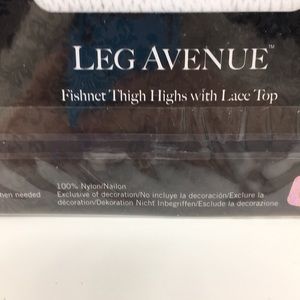 LEG AVENUE™
Fishnet Thigh Highs with Lace Top
100% Nylon/Nailon
when needed
Exclusive of decoration/No incluye la decoración/Exclure la
décoration/Dekoration Nicht Inbegriffen/Esclude la decorazione